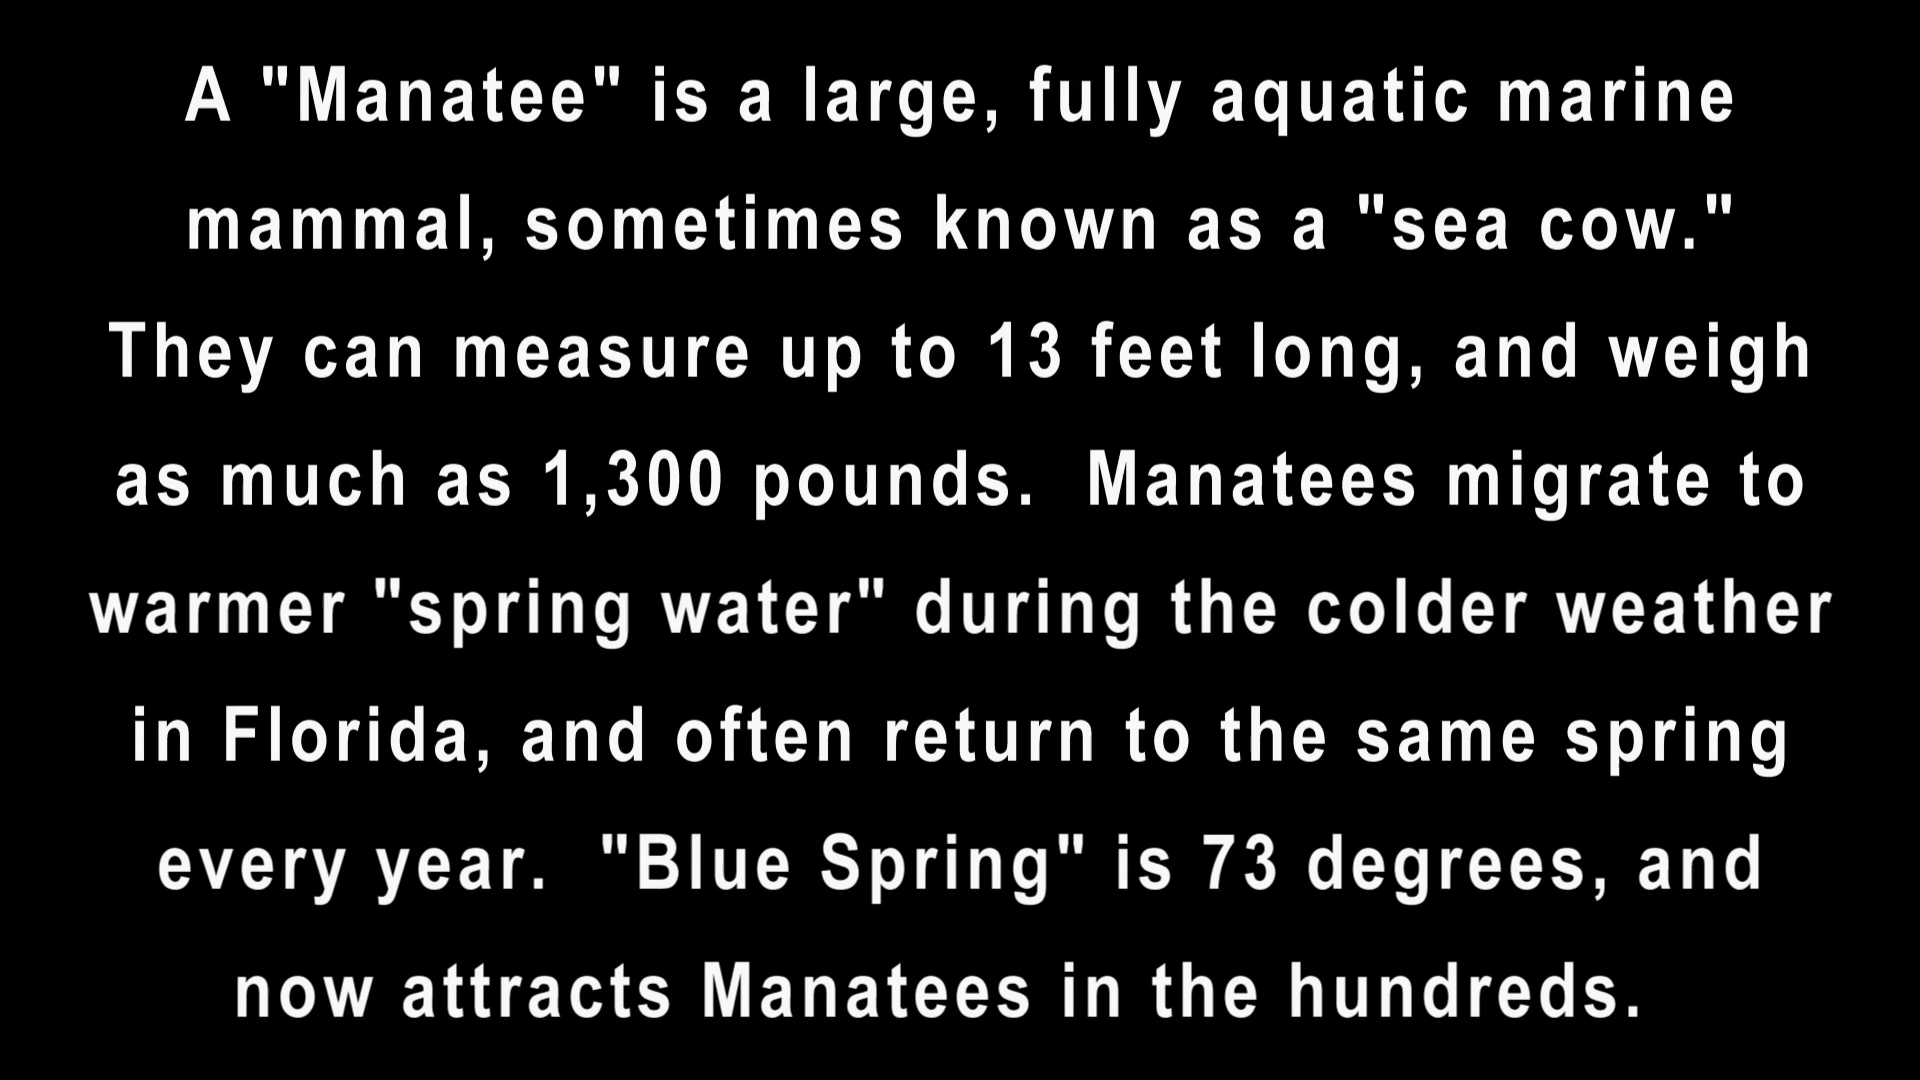 A "Manatee" is a large, fully aquatic marine
mammal, sometimes known as a "sea cow."
They can measure up to 13 feet long, and weigh
as much as 1,300 pounds.  Manatees migrate to
warmer "spring water" during the colder weather
in Florida, and often return to the same spring
every year.  "Blue Spring" is 73 degrees, and
now attracts Manatees in the hundreds.